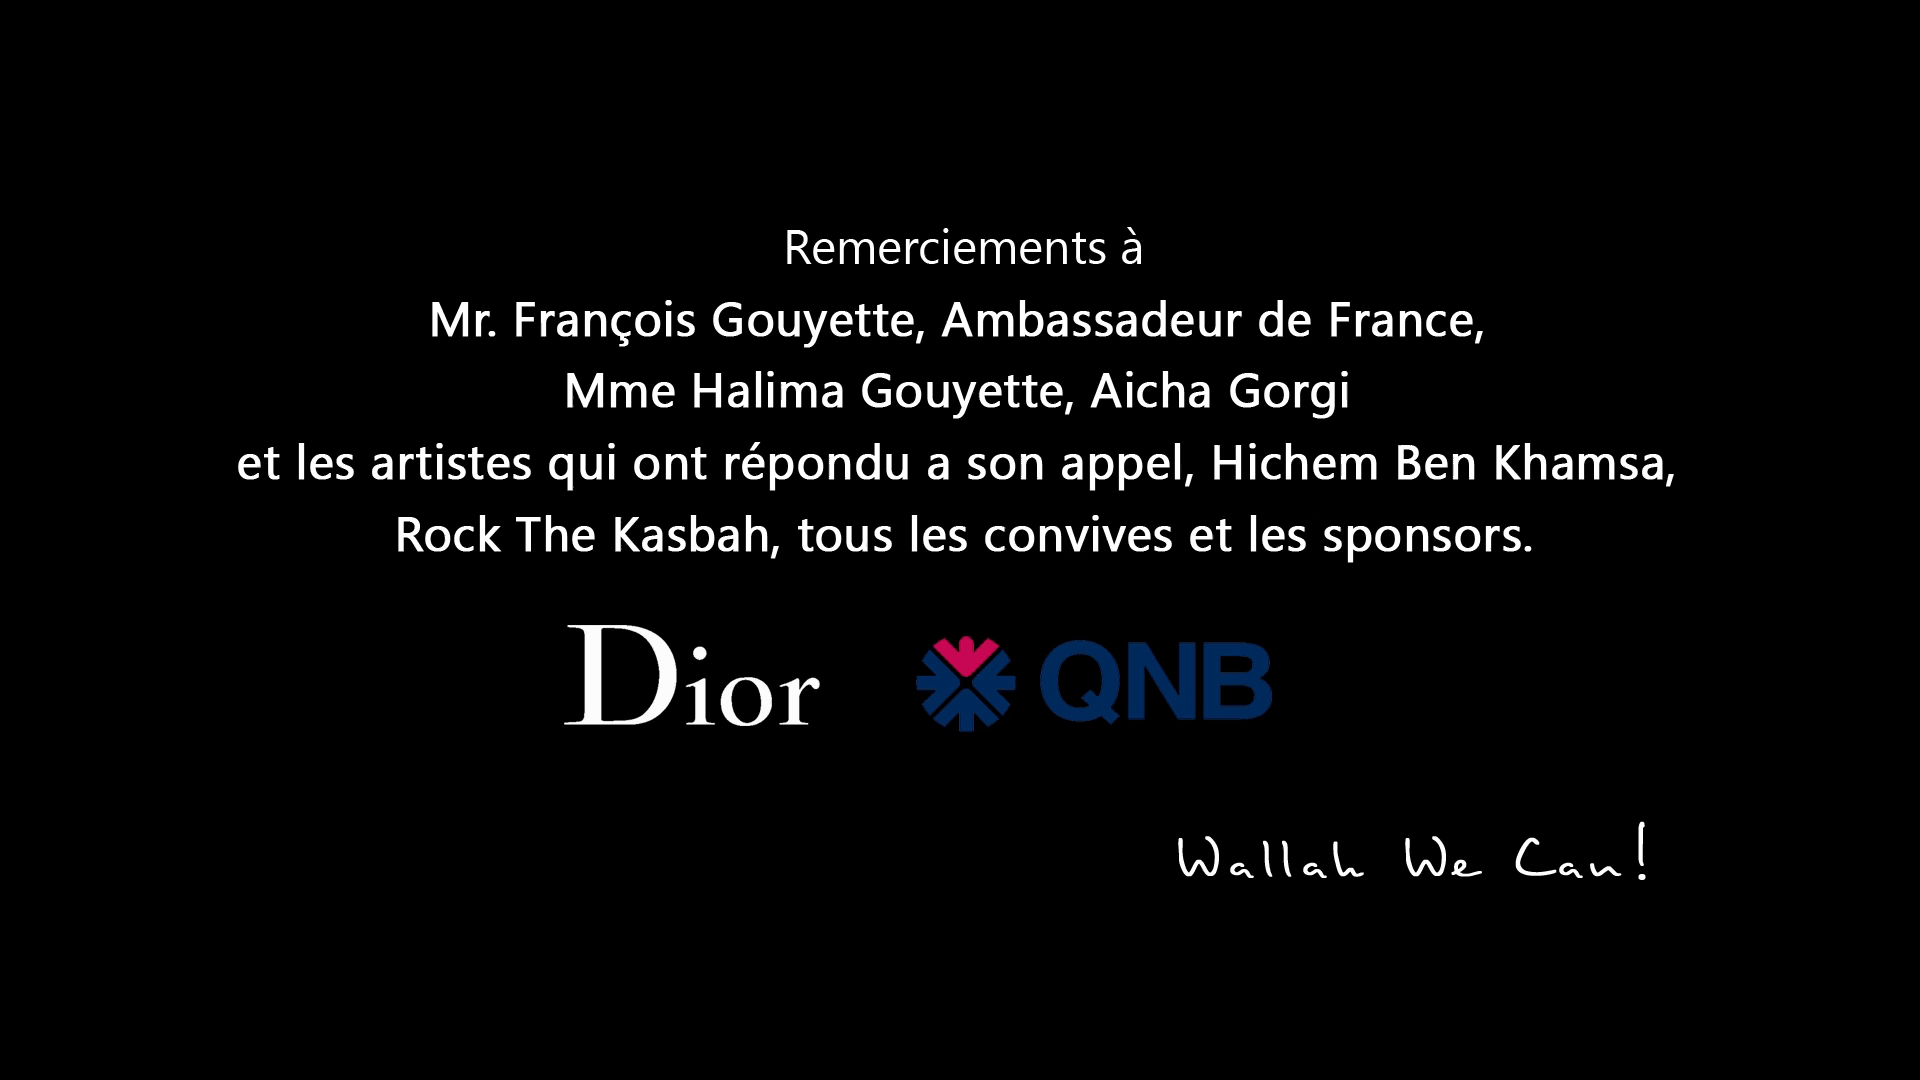 Remerciements à
Mr. François Gouyette, Ambassadeur de France,
Mme Halima Gouyette, Aicha Gorgi
et les artistes qui ont répondu a son appel, Hichem Ben Khamsa,
Rock The Kasbah, tous les convives et les sponsors.
Dior QNB
Wallah We Can!